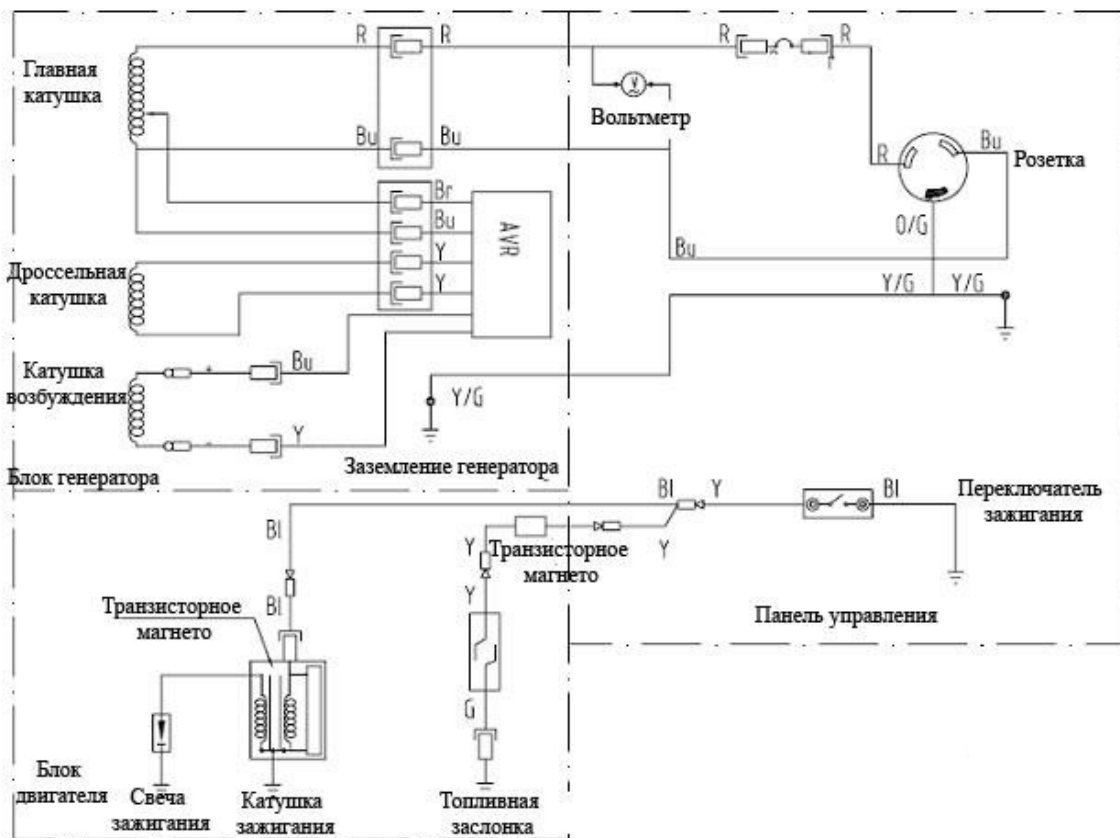 R
R
R
R
Главная
катушка
Вольтметр
Bu
Bu
Bu
R
Розетка
Br
Bu
AVR
O/G
Y
Bu
Дроссельная
катушка
Y
Y/G
Y/G
Катушка
возбуждения
+
Bu
Y/G
-
Y
Заземление генератора
Блок генератора
Bl
Y
Bl
Переключатель
зажигания
Bl
Y
Транзисторное
магнето
Y
Y
Bl
Транзисторное
магнето
Панель управления
G
Блок
двигателя
Свеча
зажигания
Катушка
зажигания
Топливная
заслонка